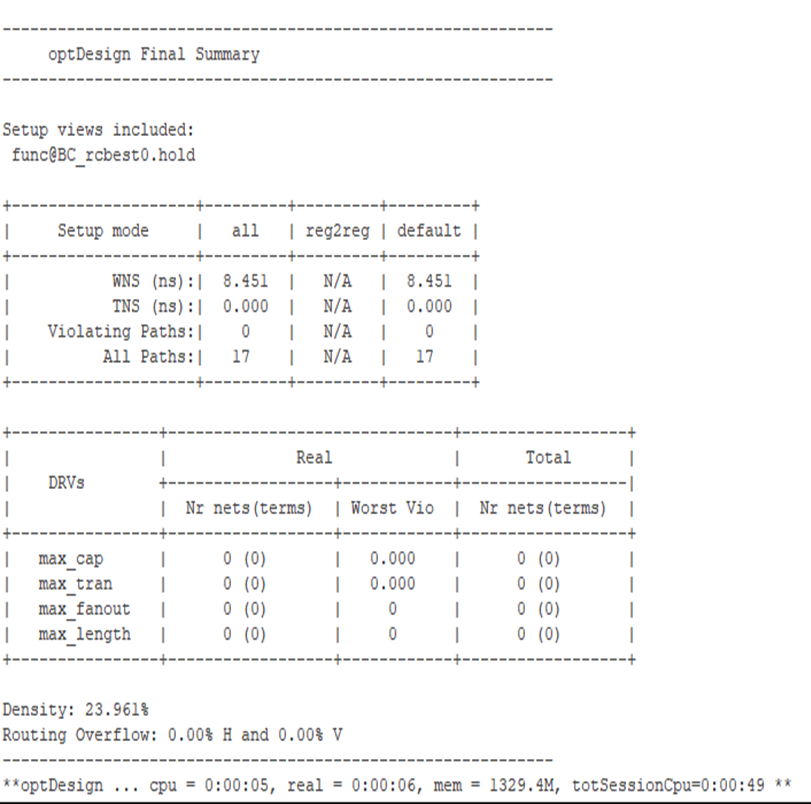 ------------------------------------------------------------
     optDesign Final Summary
------------------------------------------------------------
Setup views included:
 func@BC_rcbest0.hold
+--------------------+---------+---------+---------+
|     Setup mode     |   all   | reg2reg | default |
+--------------------+---------+---------+---------+
|           WNS (ns):|  8.451  |   N/A   |  8.451  |
|           TNS (ns):|  0.000  |   N/A   |  0.000  |
|    Violating Paths:|    0    |   N/A   |    0    |
|          All Paths:|   17    |   N/A   |   17    |
+--------------------+---------+---------+---------+
+----------------+-------------------------------+------------------+
|                |              Real             |       Total      |
|    DRVs        +------------------+------------+------------------|
|                |  Nr nets(terms)  | Worst Vio  |  Nr nets(terms)  |
+----------------+------------------+------------+------------------+
|   max_cap      |      0 (0)       |   0.000    |      0 (0)       |
|   max_tran     |      0 (0)       |   0.000    |      0 (0)       |
|   max_fanout   |      0 (0)       |     0      |      0 (0)       |
|   max_length   |      0 (0)       |     0      |      0 (0)       |
+----------------+------------------+------------+------------------+
Density: 23.961%
Routing Overflow: 0.00% H and 0.00% V
------------------------------------------------------------
**optDesign ... cpu = 0:00:05, real = 0:00:06, mem = 1329.4M, totSessionCpu=0:00:49 **